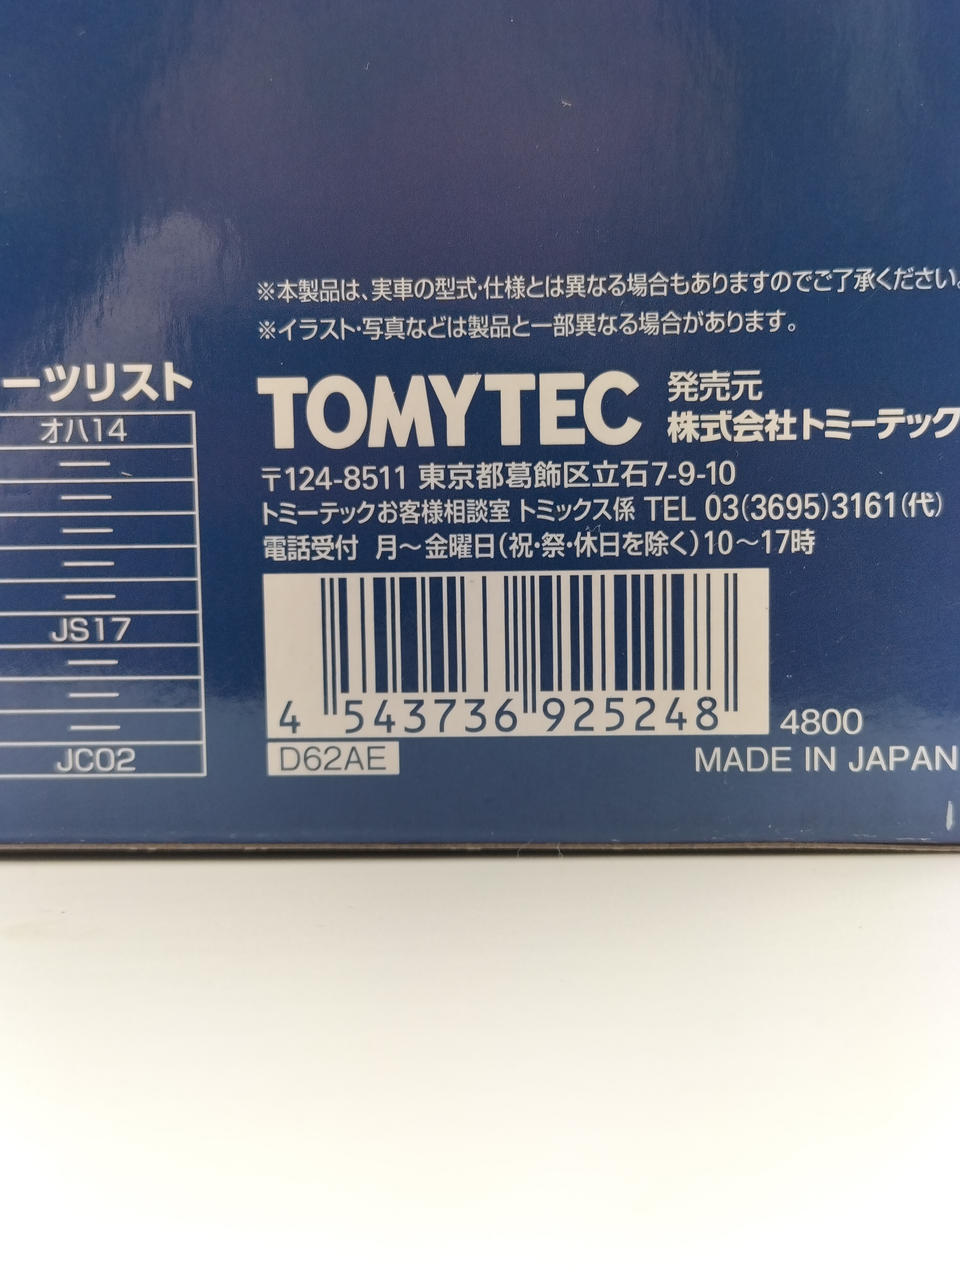 ※本製品は、実車の型式・仕様とは異なる場合もありますのでご了承ください。
※イラスト・写真などは製品と一部異なる場合があります。
ーツリスト
オハ14
—
—
—
—
—
JS17
—
—
—
JC02
TOMYTEC 発売元
株式会社トミーテック
〒124-8511 東京都葛飾区立石7-9-10
トミーテックお客様相談室 トミックス係 TEL 03(3695)3161(代)
電話受付 月～金曜日(祝・祭・休日を除く)10～17時
4 543736 925248
4800
D62AE
MADE IN JAPAN